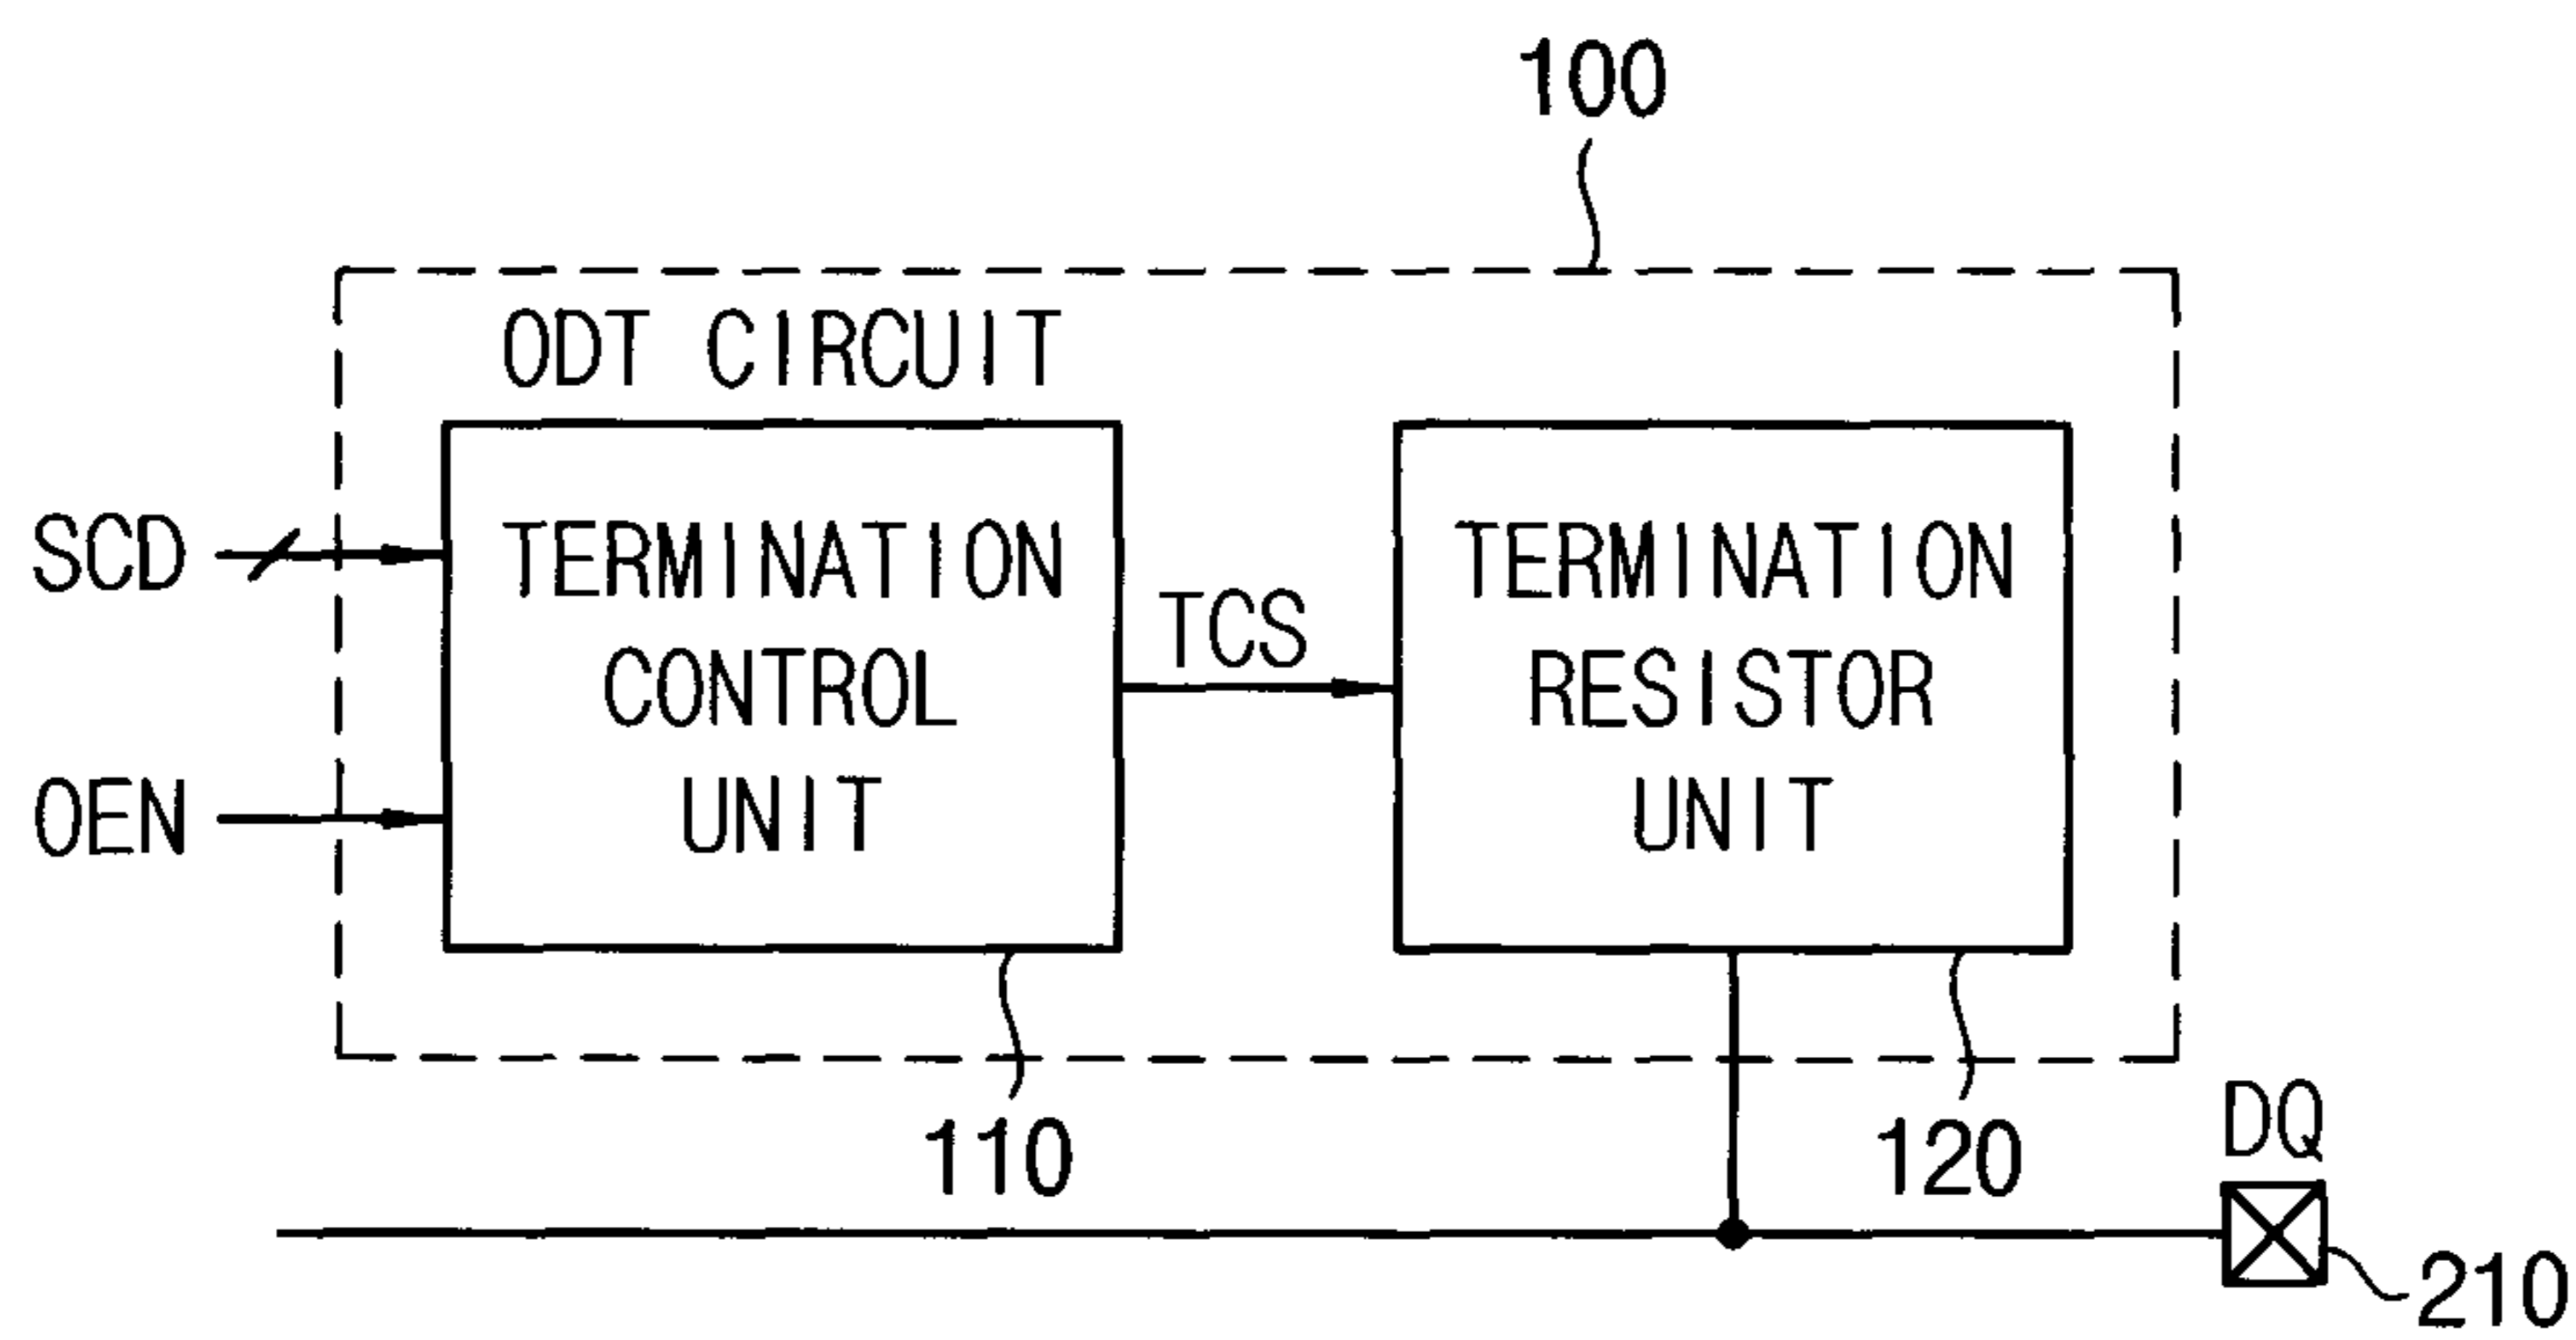 100
ODT CIRCUIT
SCD
OEN
TERMINATION
CONTROL
UNIT
TCS
TERMINATION
RESISTOR
UNIT
110
120
DQ
210